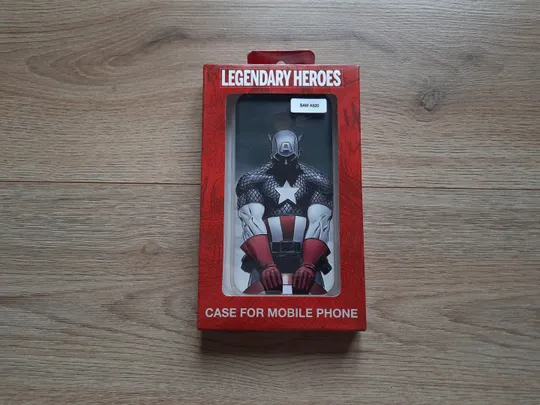 LEGENDARY HEROES
SAM A520
A
CASE FOR MOBILE PHONE